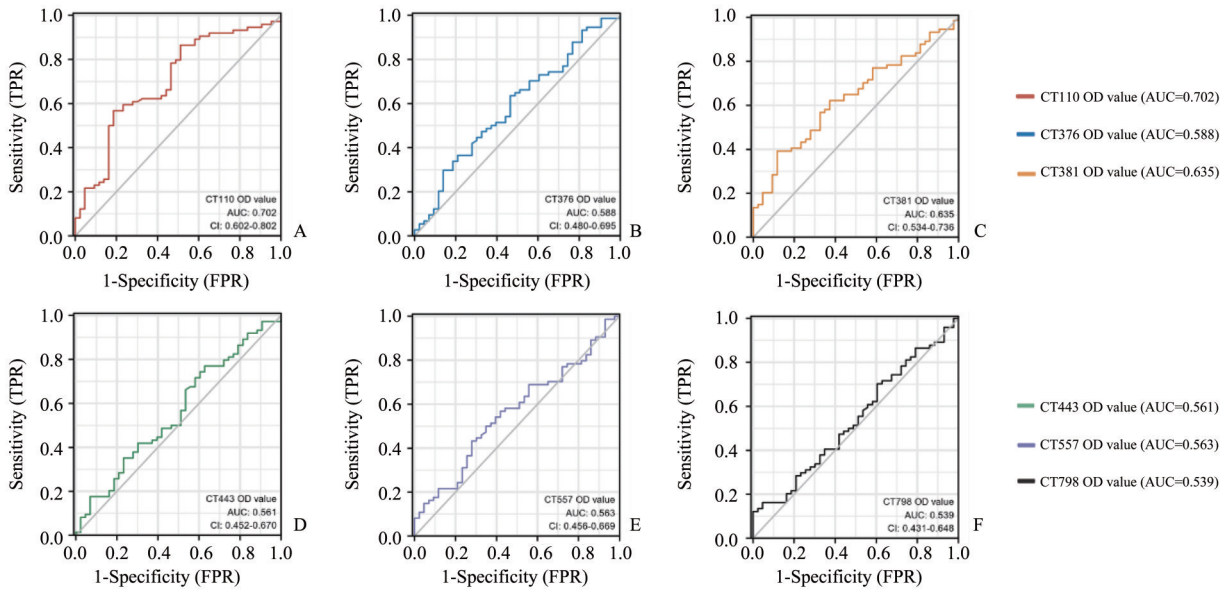 Sensitivity (TPR)
1.0
0.8
0.6
0.4
0.2
0.0
0.0 0.2 0.4 0.6 0.8 1.0
1-Specificity (FPR)
CT110 OD value
AUC: 0.702
CI: 0.602-0.802
A
Sensitivity (TPR)
1.0
0.8
0.6
0.4
0.2
0.0
0.0 0.2 0.4 0.6 0.8 1.0
1-Specificity (FPR)
CT376 OD value
AUC: 0.588
CI: 0.480-0.695
B
Sensitivity (TPR)
1.0
0.8
0.6
0.4
0.2
0.0
0.0 0.2 0.4 0.6 0.8 1.0
1-Specificity (FPR)
CT381 OD value
AUC: 0.635
CI: 0.534-0.736
C
CT110 OD value (AUC=0.702)
CT376 OD value (AUC=0.588)
CT381 OD value (AUC=0.635)
Sensitivity (TPR)
1.0
0.8
0.6
0.4
0.2
0.0
0.0 0.2 0.4 0.6 0.8 1.0
1-Specificity (FPR)
CT443 OD value
AUC: 0.561
CI: 0.452-0.670
D
Sensitivity (TPR)
1.0
0.8
0.6
0.4
0.2
0.0
0.0 0.2 0.4 0.6 0.8 1.0
1-Specificity (FPR)
CT557 OD value
AUC: 0.563
CI: 0.456-0.669
E
Sensitivity (TPR)
1.0
0.8
0.6
0.4
0.2
0.0
0.0 0.2 0.4 0.6 0.8 1.0
1-Specificity (FPR)
CT798 OD value
AUC: 0.539
CI: 0.431-0.648
F
CT443 OD value (AUC=0.561)
CT557 OD value (AUC=0.563)
CT798 OD value (AUC=0.539)